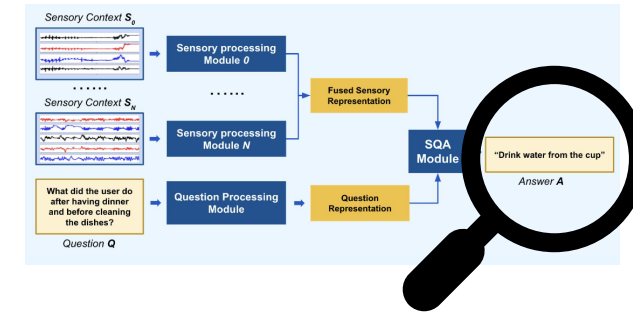 Sensory Context S0
Sensory processing
Module 0
......
......
Sensory Context SN
Sensory processing
Module N
Fused Sensory
Representation
SQA
Module
“Drink water from the cup”
Answer A
What did the user do
after having dinner
and before cleaning
the dishes?
Question Q
Question Processing
Module
Question
Representation